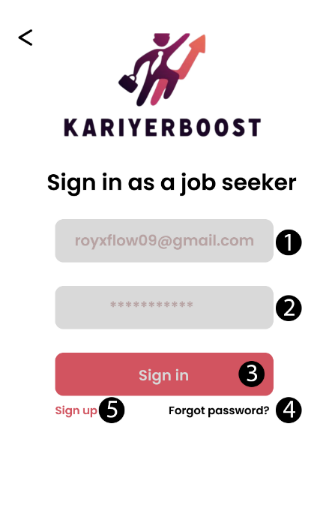 <
KARIYERBOOST
Sign in as a job seeker
royxflow09@gmail.com 1
*********** 2
Sign in 3
Sign up 5 Forgot password? 4